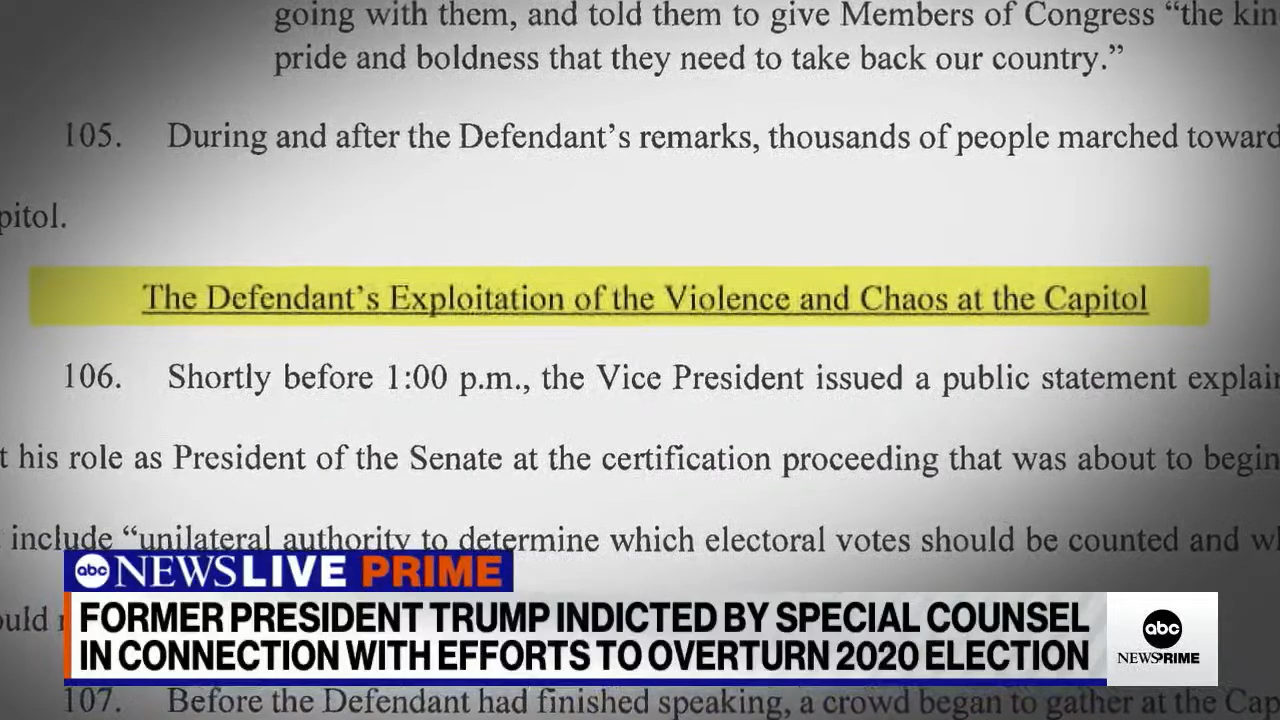 going with them, and told them to give Members of Congress “the kin
pride and boldness that they need to take back our country.”
105. During and after the Defendant’s remarks, thousands of people marched toward
pitol.
The Defendant’s Exploitation of the Violence and Chaos at the Capitol
106. Shortly before 1:00 p.m., the Vice President issued a public statement explai
t his role as President of the Senate at the certification proceeding that was about to begin
include “unilateral authority to determine which electoral votes should be counted and wh
abc NEWS LIVE PRIME
ould
FORMER PRESIDENT TRUMP INDICTED BY SPECIAL COUNSEL
IN CONNECTION WITH EFFORTS TO OVERTURN 2020 ELECTION
abc
NEWS PRIME
107. Before the Defendant had finished speaking, a crowd began to gather at the Cap